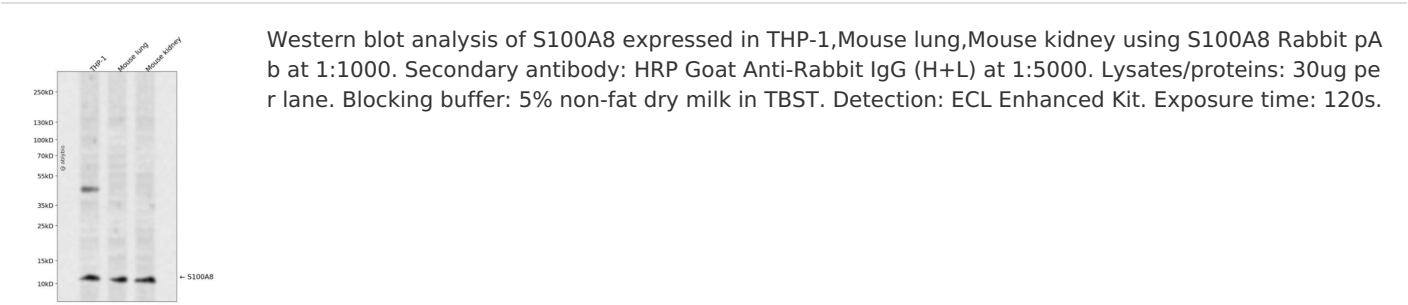 THP-1
Mouse lung
Mouse kidney
250kD
130kD
100kD
70kD
55kD
35kD
25kD
15kD
10kD
@ Abbybio
← S100A8
Western blot analysis of S100A8 expressed in THP-1,Mouse lung,Mouse kidney using S100A8 Rabbit pA
b at 1:1000. Secondary antibody: HRP Goat Anti-Rabbit IgG (H+L) at 1:5000. Lysates/proteins: 30ug pe
r lane. Blocking buffer: 5% non-fat dry milk in TBST. Detection: ECL Enhanced Kit. Exposure time: 120s.